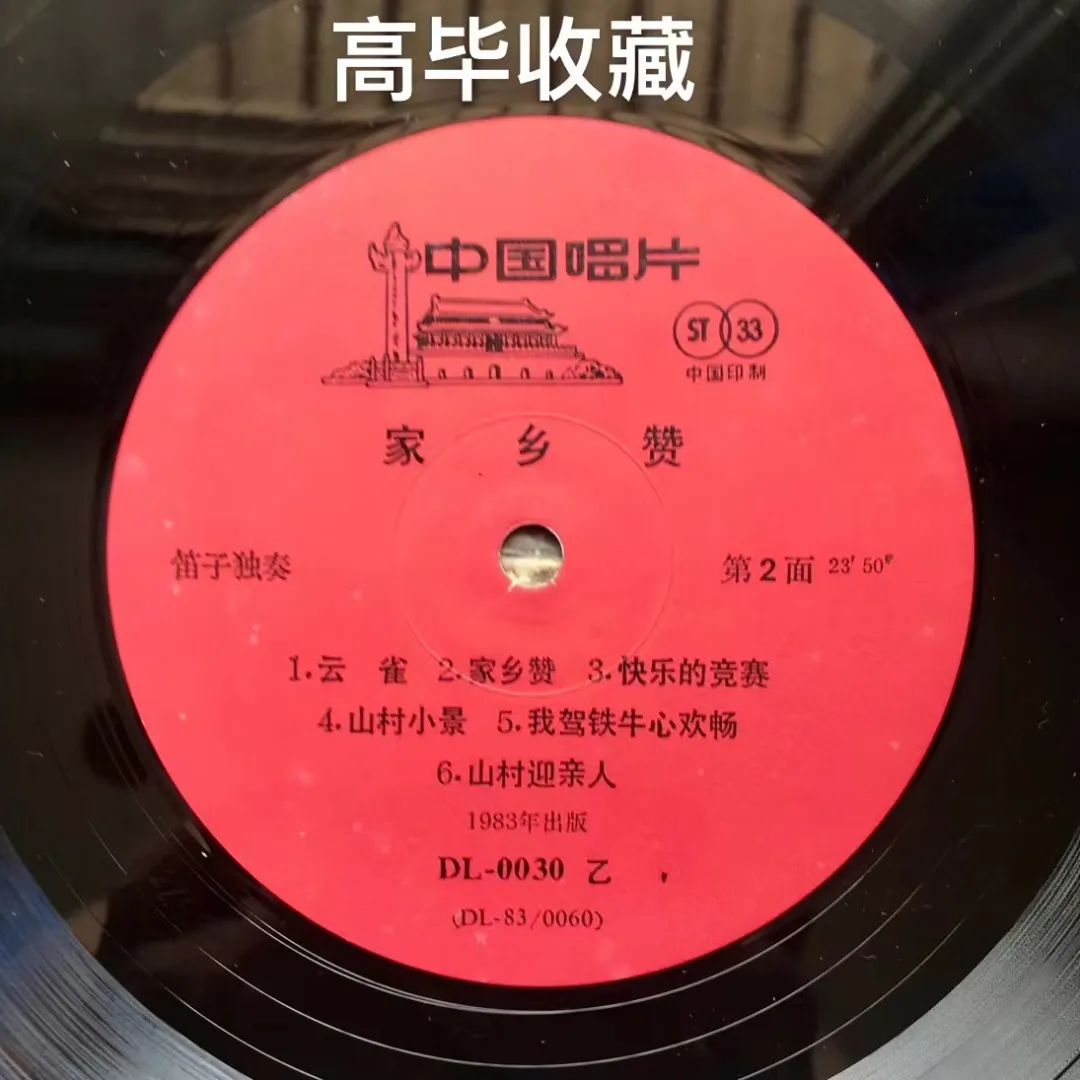 高毕收藏
中国唱片
ST 33
中国印制
家乡赞
笛子独奏 第2面 23′50″
1.云雀 2.家乡赞 3.快乐的竞赛
4.山村小景 5.我驾铁牛心欢畅
6.山村迎亲人
1983年出版
DL-0030 乙
(DL-83/0060)